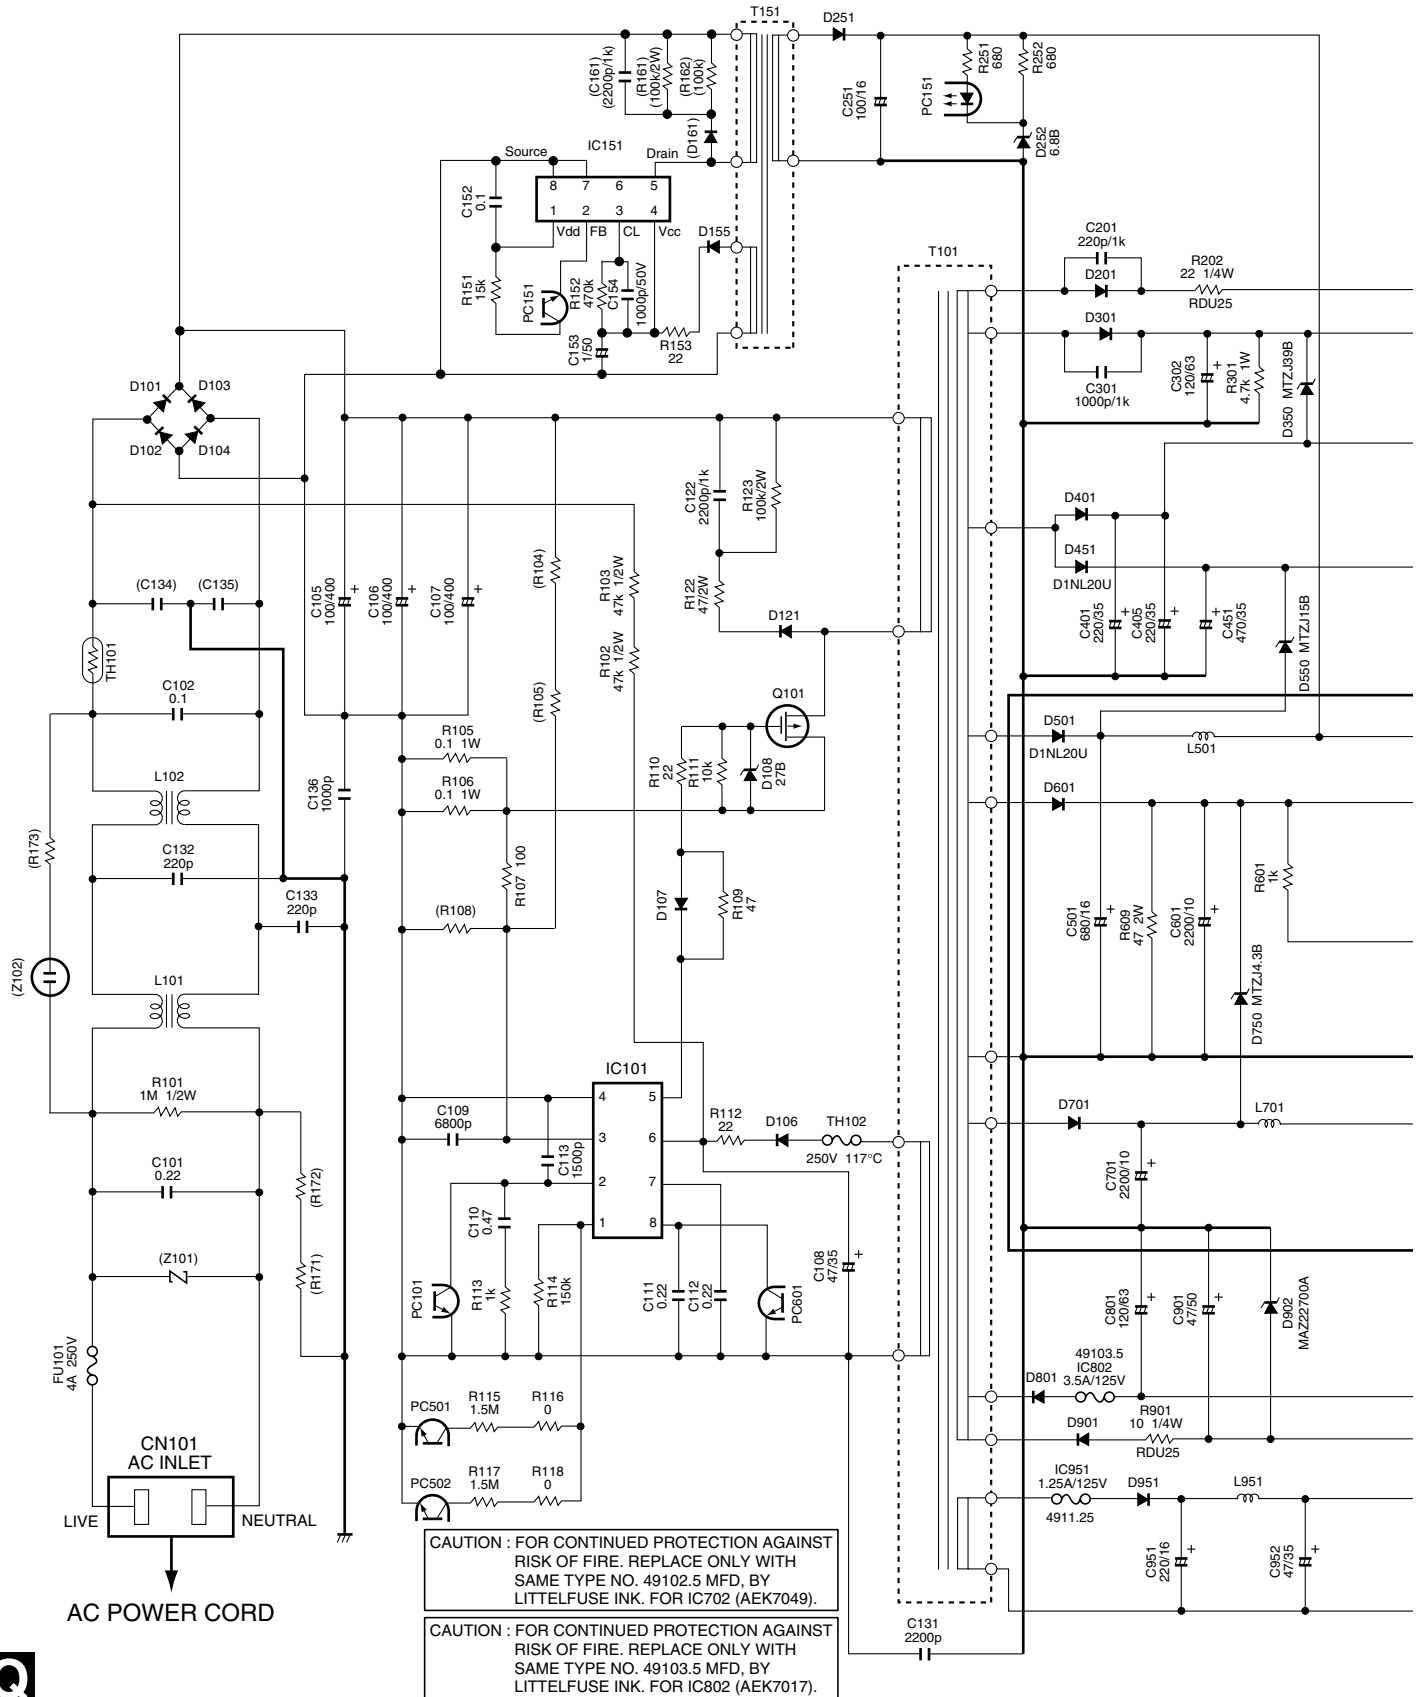 T151
D251
(C161)
(2200p/1k)
(R161)
(100k/2W)
(R162)
(100k)
(D161)
R251
680
R252
680
C251
100/16
PC151
D252
6.8B
Source
IC151
Drain
8 7 6 5
1 2 3 4
Vdd FB CL Vcc
C152
0.1
R151
15k
PC151
R152
470k
C154
1000p/50V
C153
1/50
R153
22
D155
T101
C201
220p/1k
D201
R202
22 1/4W
RDU25
D301
C301
1000p/1k
C302
120/63
+
R301
4.7k 1W
D350 MTZJ39B
D101
D103
D102
D104
C122
2200p/1k
R123
100k/2W
D401
D451
D1NL20U
(C134)
(C135)
C105
100/400
+
C106
100/400
+
C107
100/400
+
(R104)
R103
47k 1/2W
R122
47/2W
D121
C401
220/35
+
C405
220/35
+
C451
470/35
+
D550 MTZJ15B
TH101
R102
47k 1/2W
(R105)
C102
0.1
Q101
R105
0.1 1W
R106
0.1 1W
R110
22
R111
10k
D108
27B
D501
D1NL20U
L501
D601
L102
C136
1000p
(R173)
C132
220p
C133
220p
R107 100
(R108)
D107
R109
47
C501
680/16
+
R609
47 2W
C601
2200/10
+
R601
1k
D750 MTZJ4.3B
(Z102)
L101
IC101
4 5
3 6
2 7
1 8
R101
1M 1/2W
C109
6800p
C113
1500p
R112
22
D106
TH102
250V 117°C
D701
L701
C101
0.22
(R172)
C110
0.47
C701
2200/10
+
(Z101)
(R171)
PC101
R113
1k
R114
150k
C111
0.22
C112
0.22
PC601
C108
47/35
+
C801
120/63
+
C901
47/50
+
D902
MAZ22700A
FU101
4A 250V
49103.5
IC802
3.5A/125V
D801
PC501
R115
1.5M
R116
0
D901
R901
10 1/4W
RDU25
CN101
AC INLET
PC502
R117
1.5M
R118
0
IC951
1.25A/125V
4911.25
D951
L951
LIVE
NEUTRAL
C951
220/16
+
C952
47/35
+
AC POWER CORD
CAUTION : FOR CONTINUED PROTECTION AGAINST
RISK OF FIRE. REPLACE ONLY WITH
SAME TYPE NO. 49102.5 MFD, BY
LITTELFUSE INK. FOR IC702 (AEK7049).
CAUTION : FOR CONTINUED PROTECTION AGAINST
RISK OF FIRE. REPLACE ONLY WITH
SAME TYPE NO. 49103.5 MFD, BY
LITTELFUSE INK. FOR IC802 (AEK7017).
C131
2200p
Q